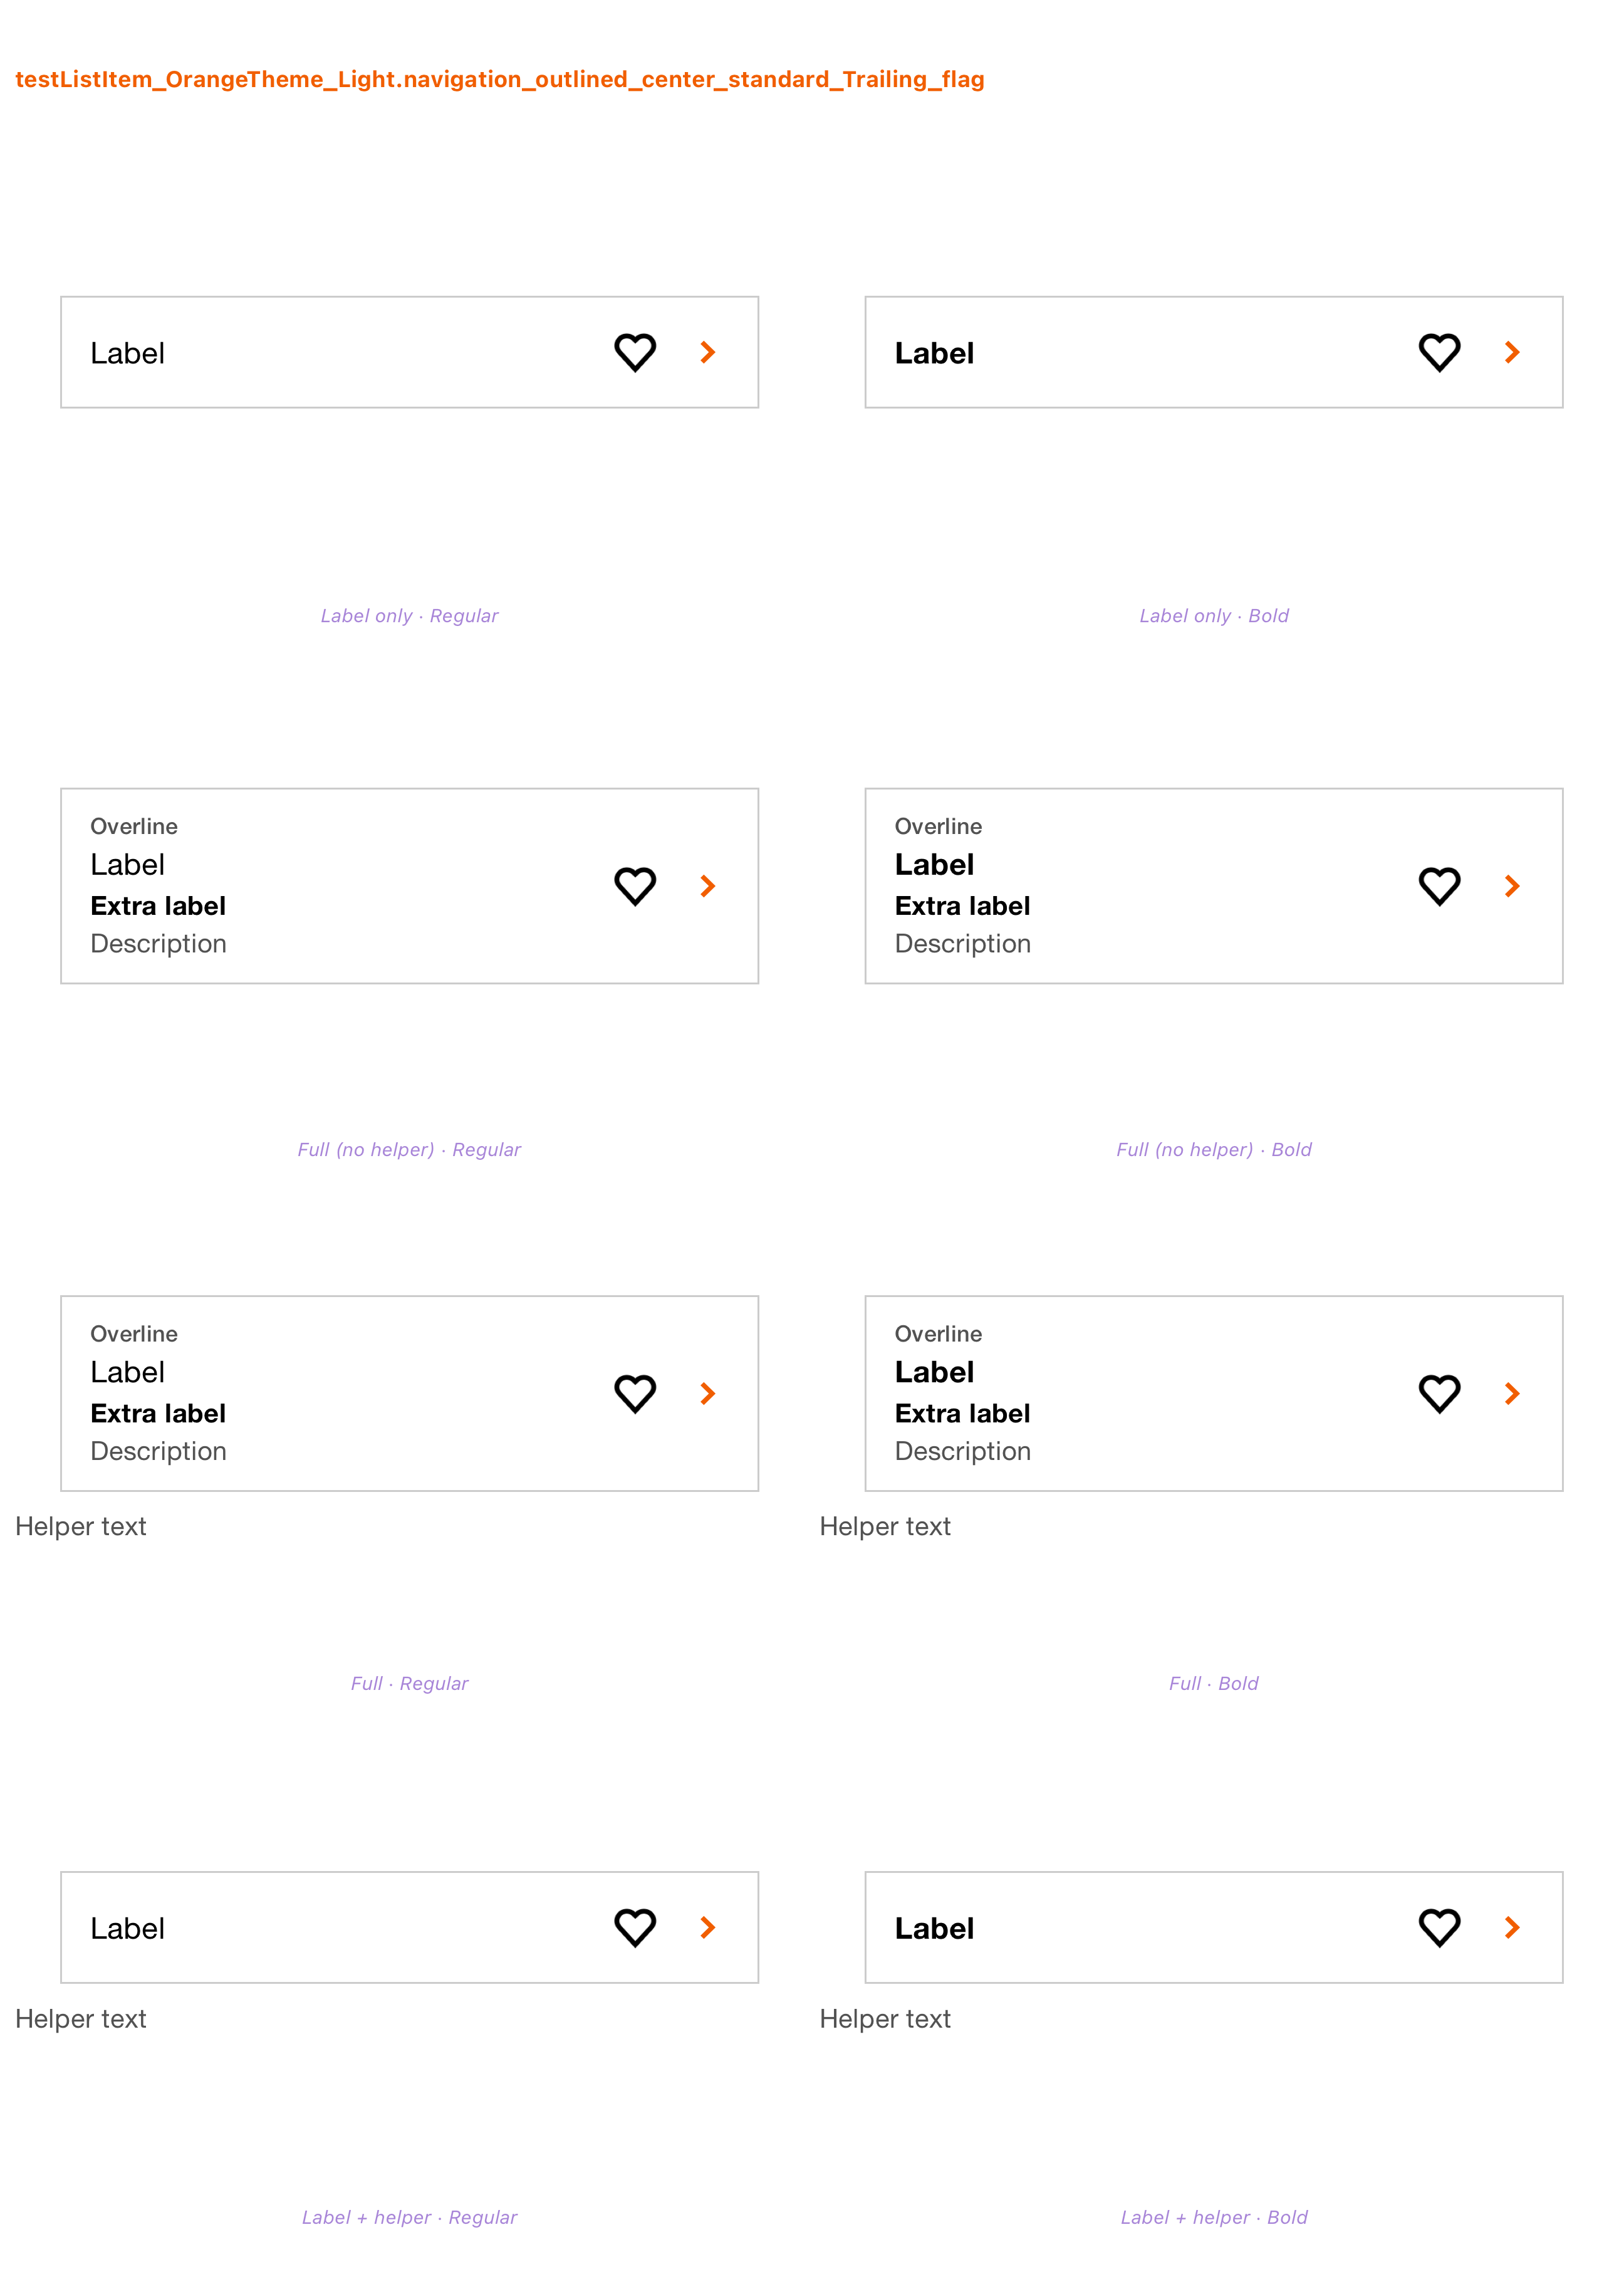 testListItem_OrangeTheme_Light.navigation_outlined_center_standard_Trailing_flag
Label
Label
Label only · Regular
Label only · Bold
Overline
Label
Extra label
Description
Overline
Label
Extra label
Description
Full (no helper) · Regular
Full (no helper) · Bold
Overline
Label
Extra label
Description
Helper text
Overline
Label
Extra label
Description
Helper text
Full · Regular
Full · Bold
Label
Helper text
Label
Helper text
Label + helper · Regular
Label + helper · Bold